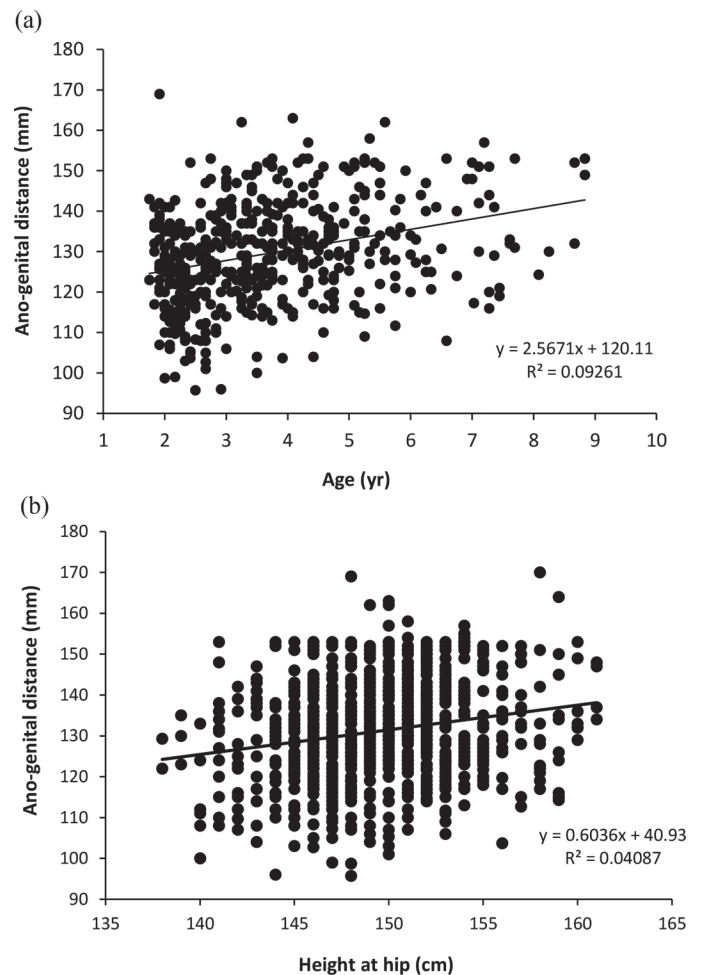 (a)
180
170
160
150
140
130
120
110
100
90
Ano-genital distance (mm)
y = 2.5671x + 120.11
R² = 0.09261
1 2 3 4 5 6 7 8 9 10
Age (yr)
(b)
180
170
160
150
140
130
120
110
100
90
Ano-genital distance (mm)
y = 0.6036x + 40.93
R² = 0.04087
135 140 145 150 155 160 165
Height at hip (cm)